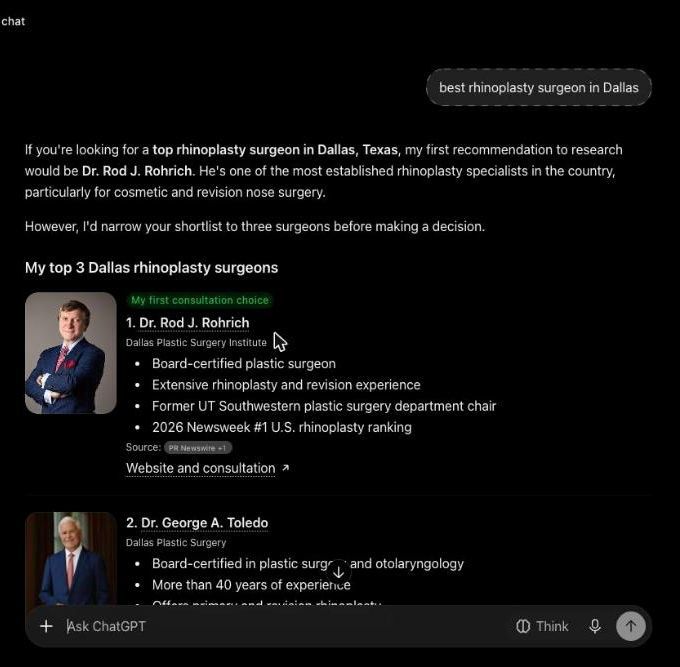 chat
best rhinoplasty surgeon in Dallas
If you're looking for a top rhinoplasty surgeon in Dallas, Texas, my first recommendation to research
would be Dr. Rod J. Rohrich. He's one of the most established rhinoplasty specialists in the country,
particularly for cosmetic and revision nose surgery.
However, I'd narrow your shortlist to three surgeons before making a decision.
My top 3 Dallas rhinoplasty surgeons
My first consultation choice
1. Dr. Rod J. Rohrich
Dallas Plastic Surgery Institute
• Board-certified plastic surgeon
• Extensive rhinoplasty and revision experience
• Former UT Southwestern plastic surgery department chair
• 2026 Newsweek #1 U.S. rhinoplasty ranking
Source: PR Newswire +1
Website and consultation ↗
2. Dr. George A. Toledo
Dallas Plastic Surgery
• Board-certified in plastic surge and otolaryngology
• More than 40 years of experience
• Offers primary and revision rhinoplasty
Ask ChatGPT
Think